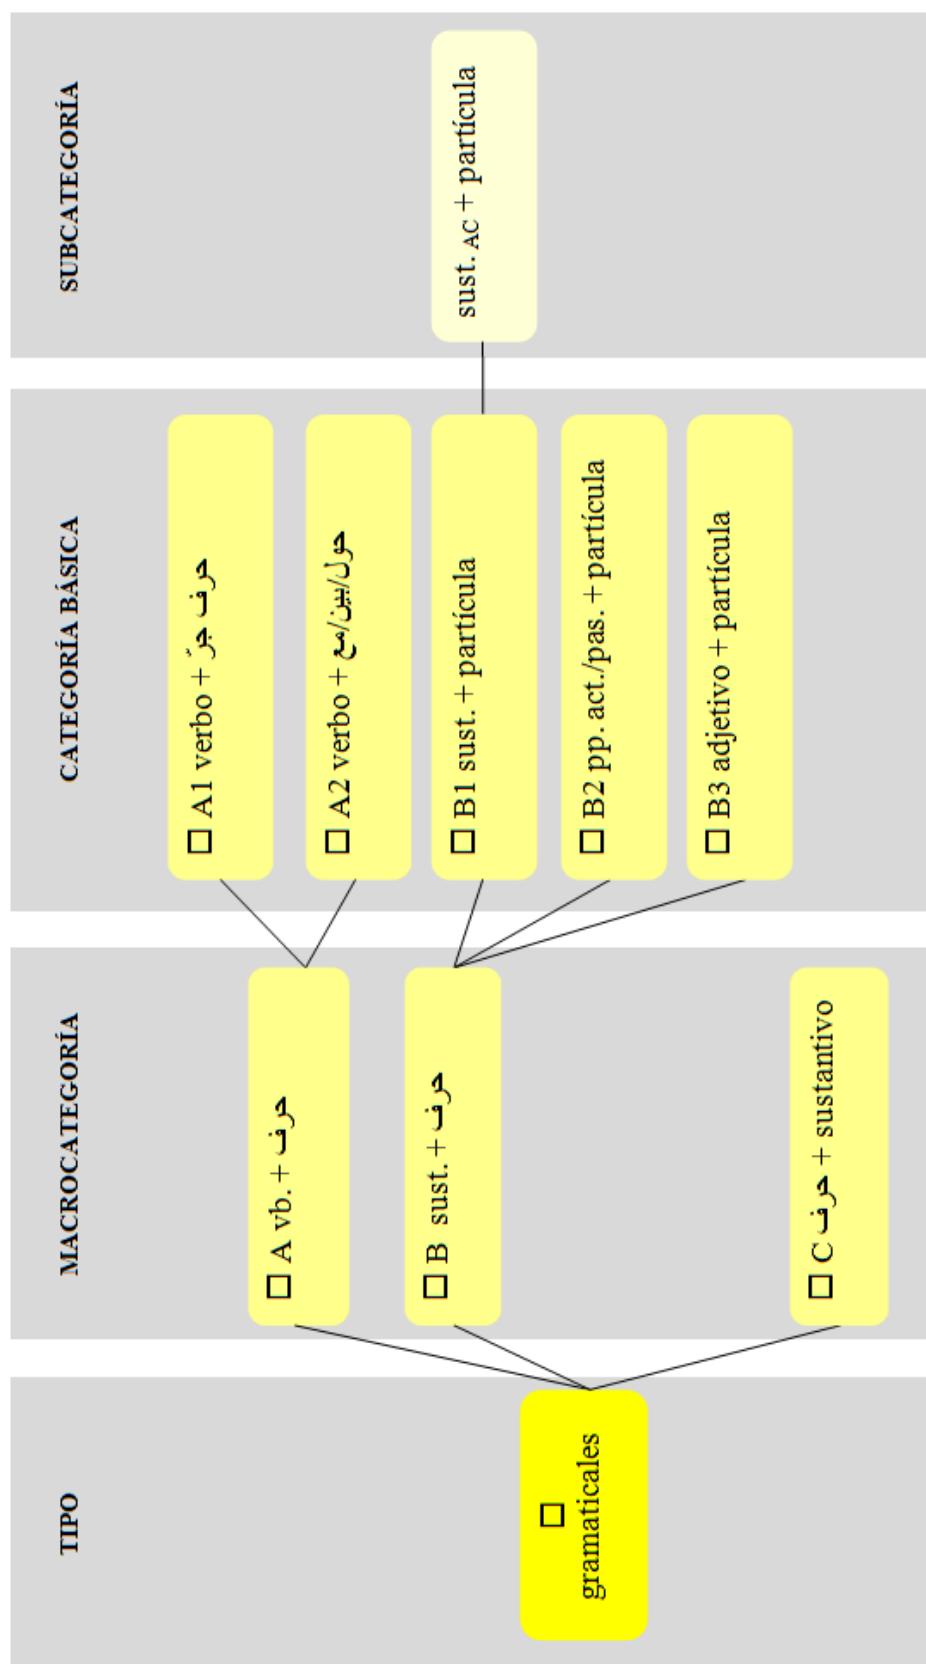 TIPO
MACROCATEGORÍA
CATEGORÍA BÁSICA
SUBCATEGORÍA
☐
gramaticales
☐ A vb. + حرف
☐ B sust. + حرف
☐ C حرف + sustantivo
☐ A1 verbo + حرف جرّ
☐ A2 verbo + حول/بين/مع
☐ B1 sust. + partícula
☐ B2 pp. act./pas. + partícula
☐ B3 adjetivo + partícula
sust. AC + partícula